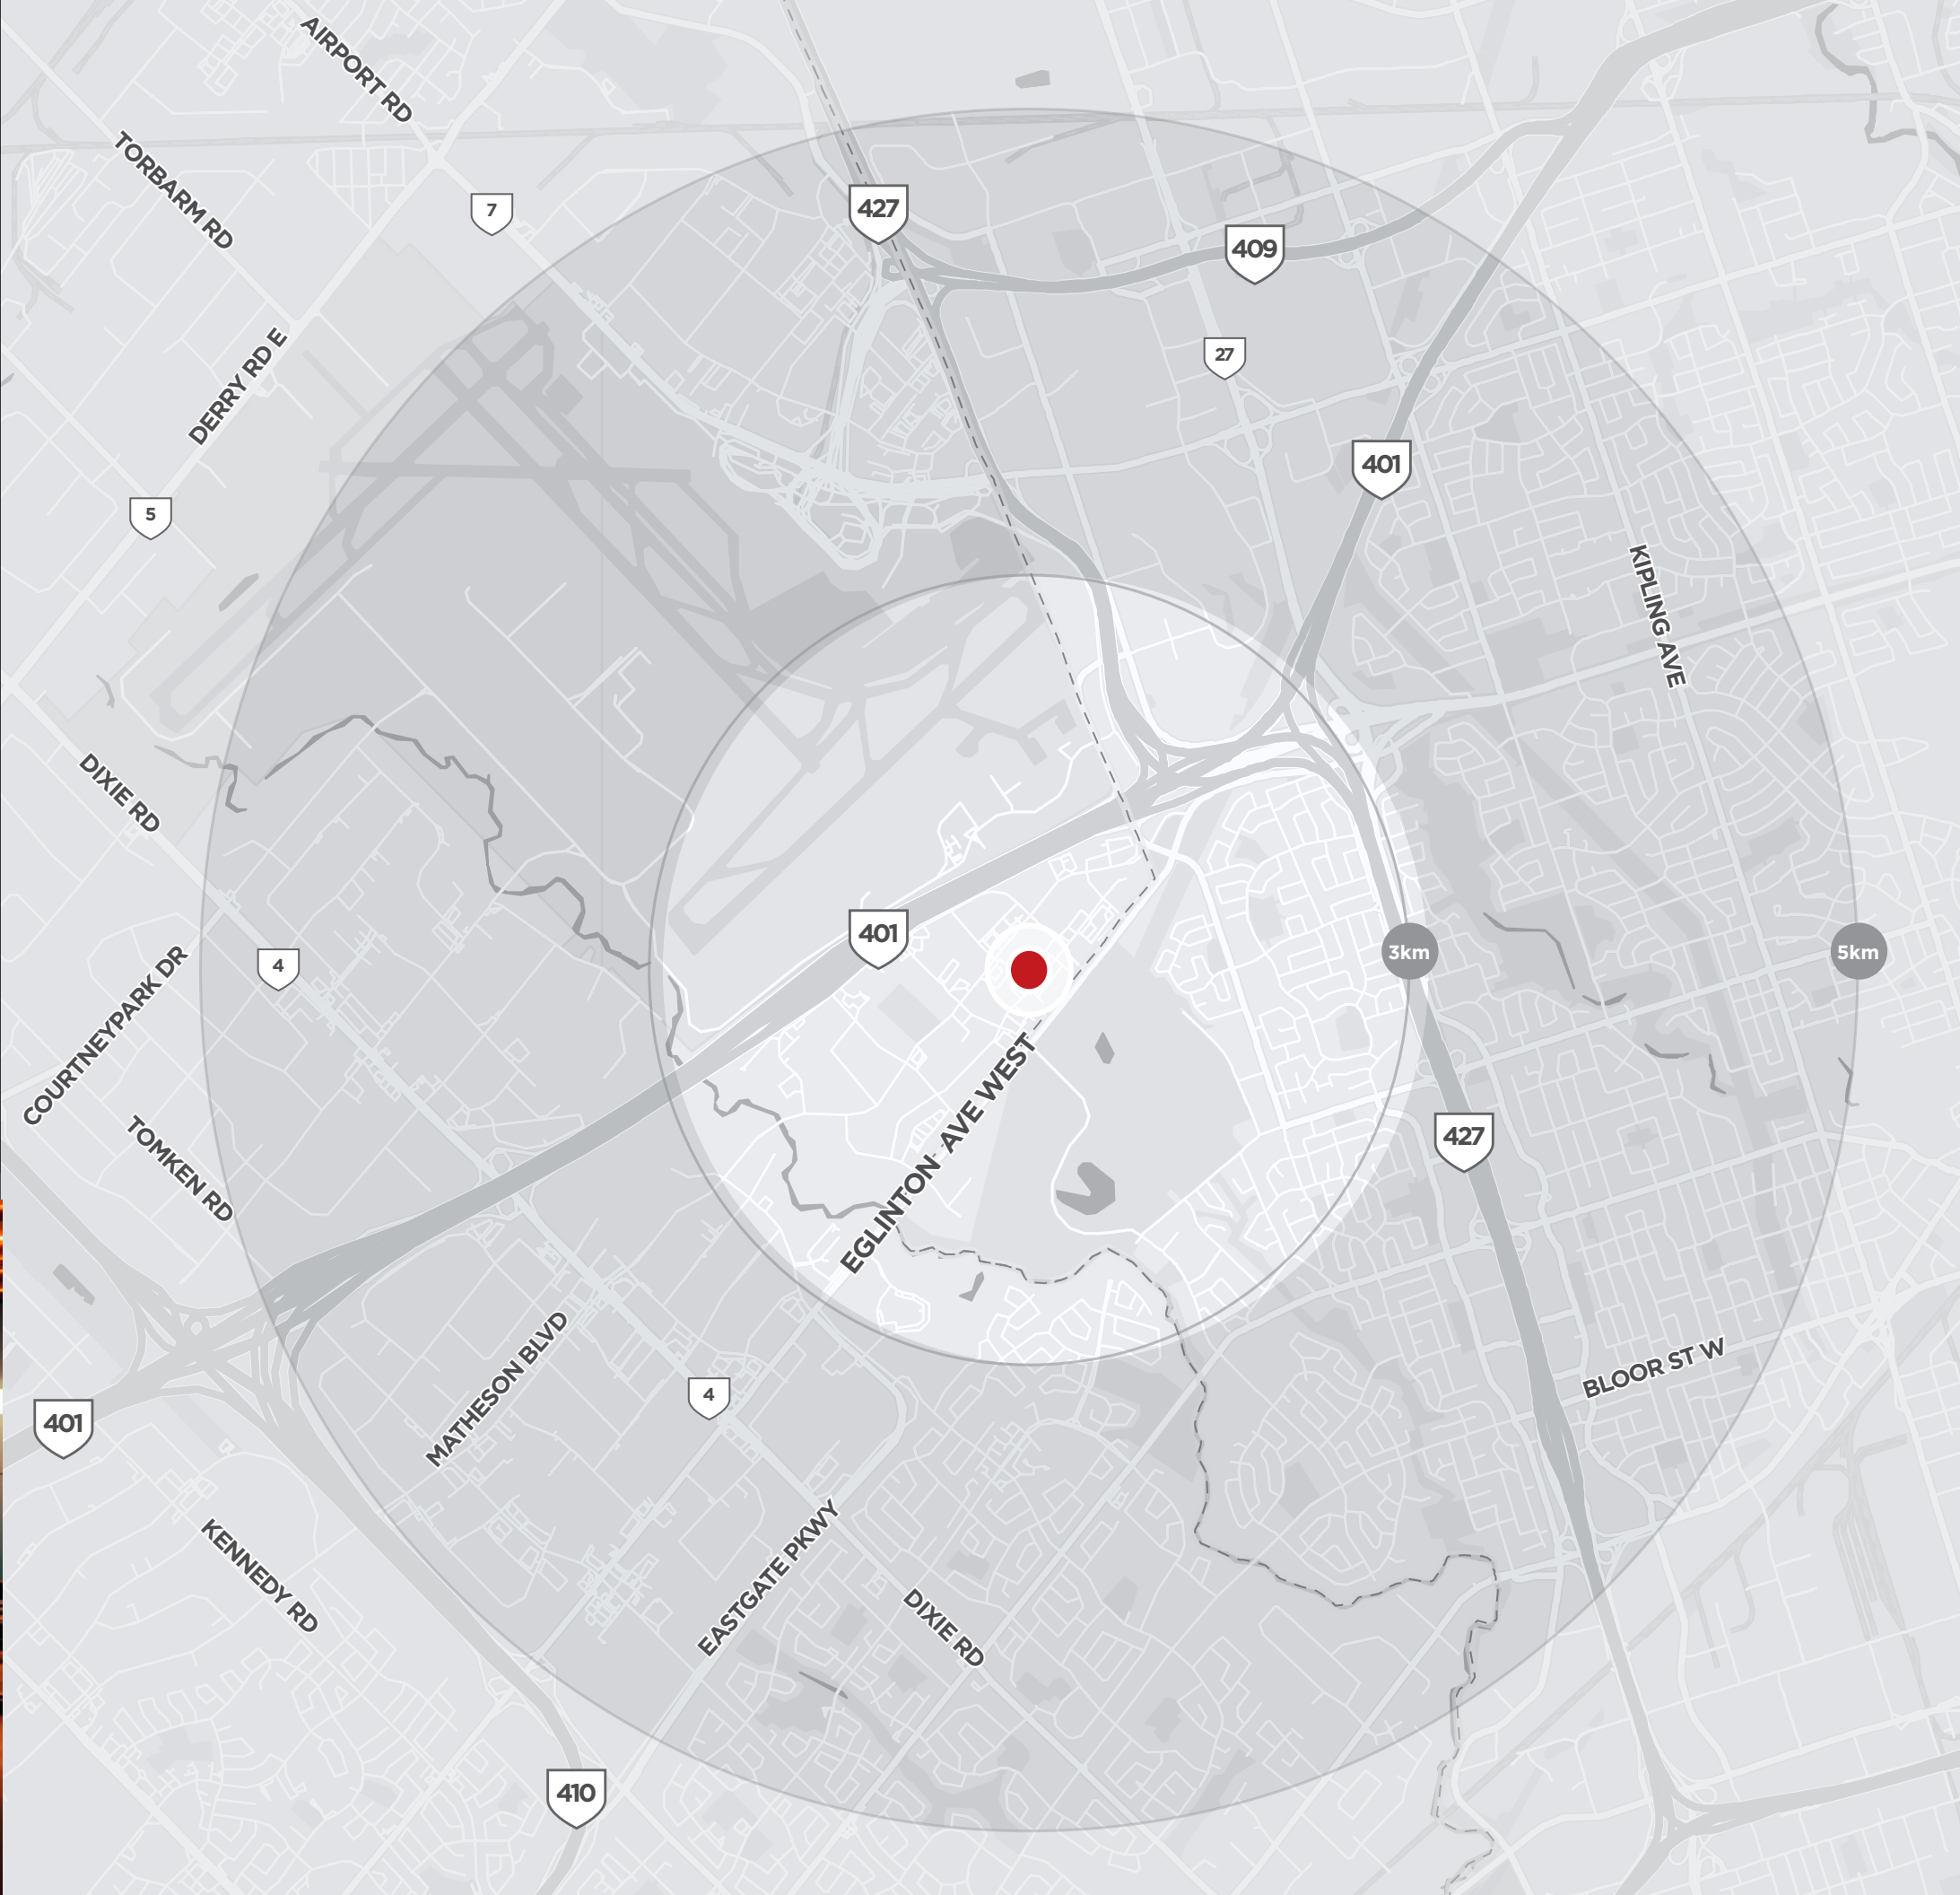 AIRPORT RD
TORBARM RD
7
427
409
27
DERRY RD E
401
5
KIPLING AVE
DIXIE RD
401
3km
5km
4
COURTNEYPARK DR
EGLINTON AVE WEST
TOMKEN RD
427
MATHESON BLVD
BLOOR ST W
4
401
KENNEDY RD
EASTGATE PKWY
DIXIE RD
410